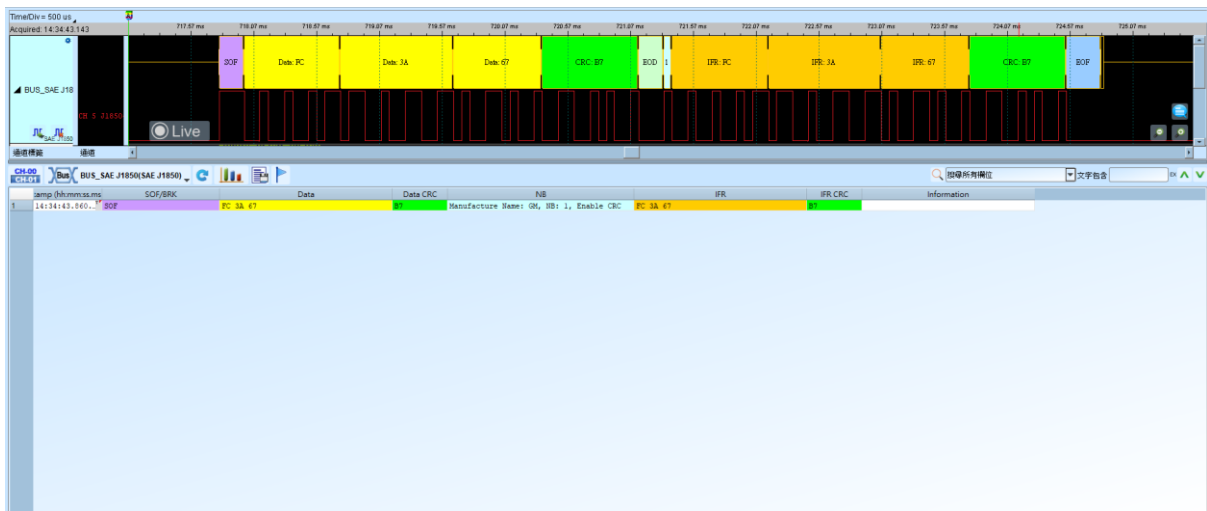 Time/Div = 500 us
Acquired: 14:34:43.143
717.57 ms 718.07 ms 718.57 ms 719.07 ms 719.57 ms 720.07 ms 720.57 ms 721.07 ms 721.57 ms 722.07 ms 722.57 ms 723.07 ms 723.57 ms 724.07 ms 724.57 ms 725.07 ms
SOF Data: FC Data: 3A Data: 67 CRC: B7 EOD 1 IFR: FC IFR: 3A IFR: 67 CRC: B7 EOF
BUS_SAE J18
CH 5 J1850
SAE J1850
Live
通道標籤 通道
CH-00
CH-01
Bus
BUS_SAE J1850(SAE J1850)
搜尋所有欄位 文字包含
amp (hh:mm:ss.ms SOF/BRK Data Data CRC NB IFR IFR CRC Information
1 14:34:43.860.. SOF FC 3A 67 B7 Manufacture Name: GM, NB: 1, Enable CRC FC 3A 67 B7